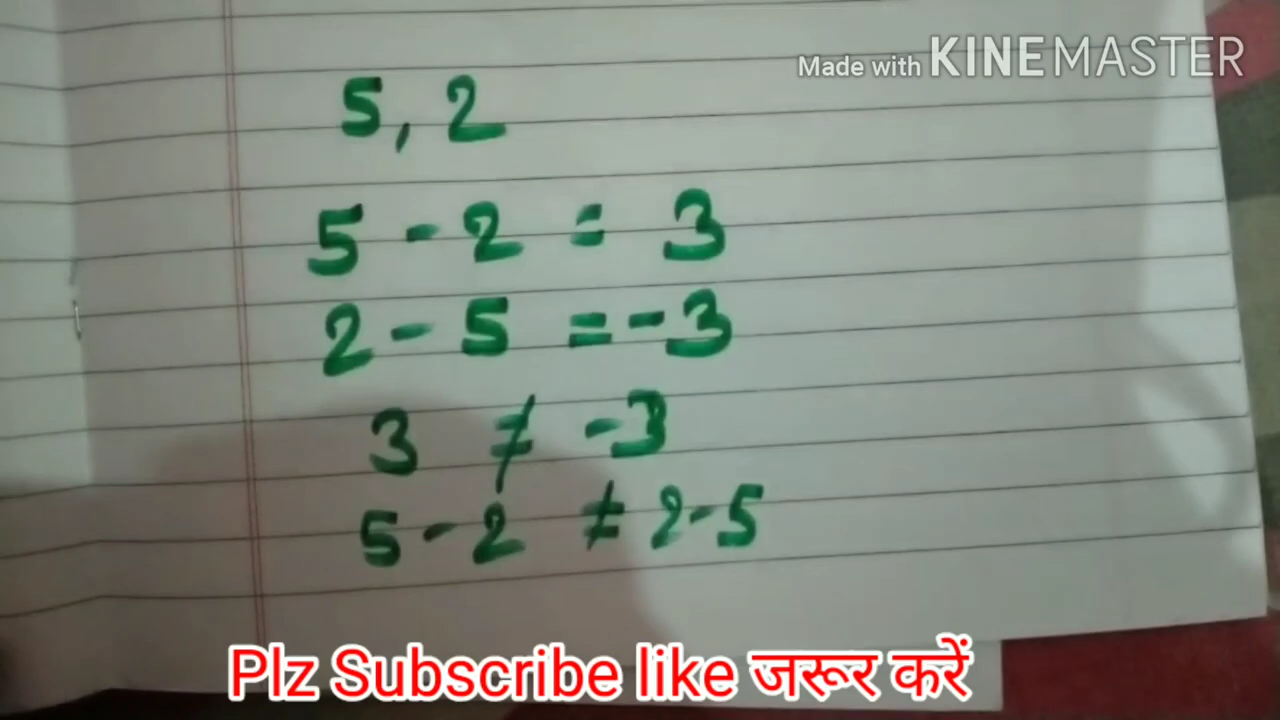 Made with KINEMASTER
5, 2
5 - 2 = 3
2 - 5 = -3
3 ≠ -3
5 - 2 ≠ 2-5
Plz Subscribe like जरूर करें